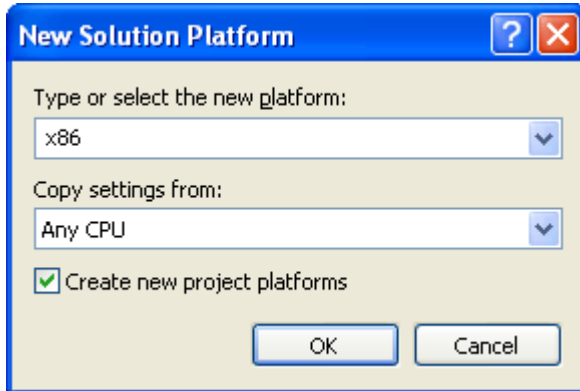 New Solution Platform
?
Type or select the new platform:
x86
Copy settings from:
Any CPU
Create new project platforms
OK Cancel